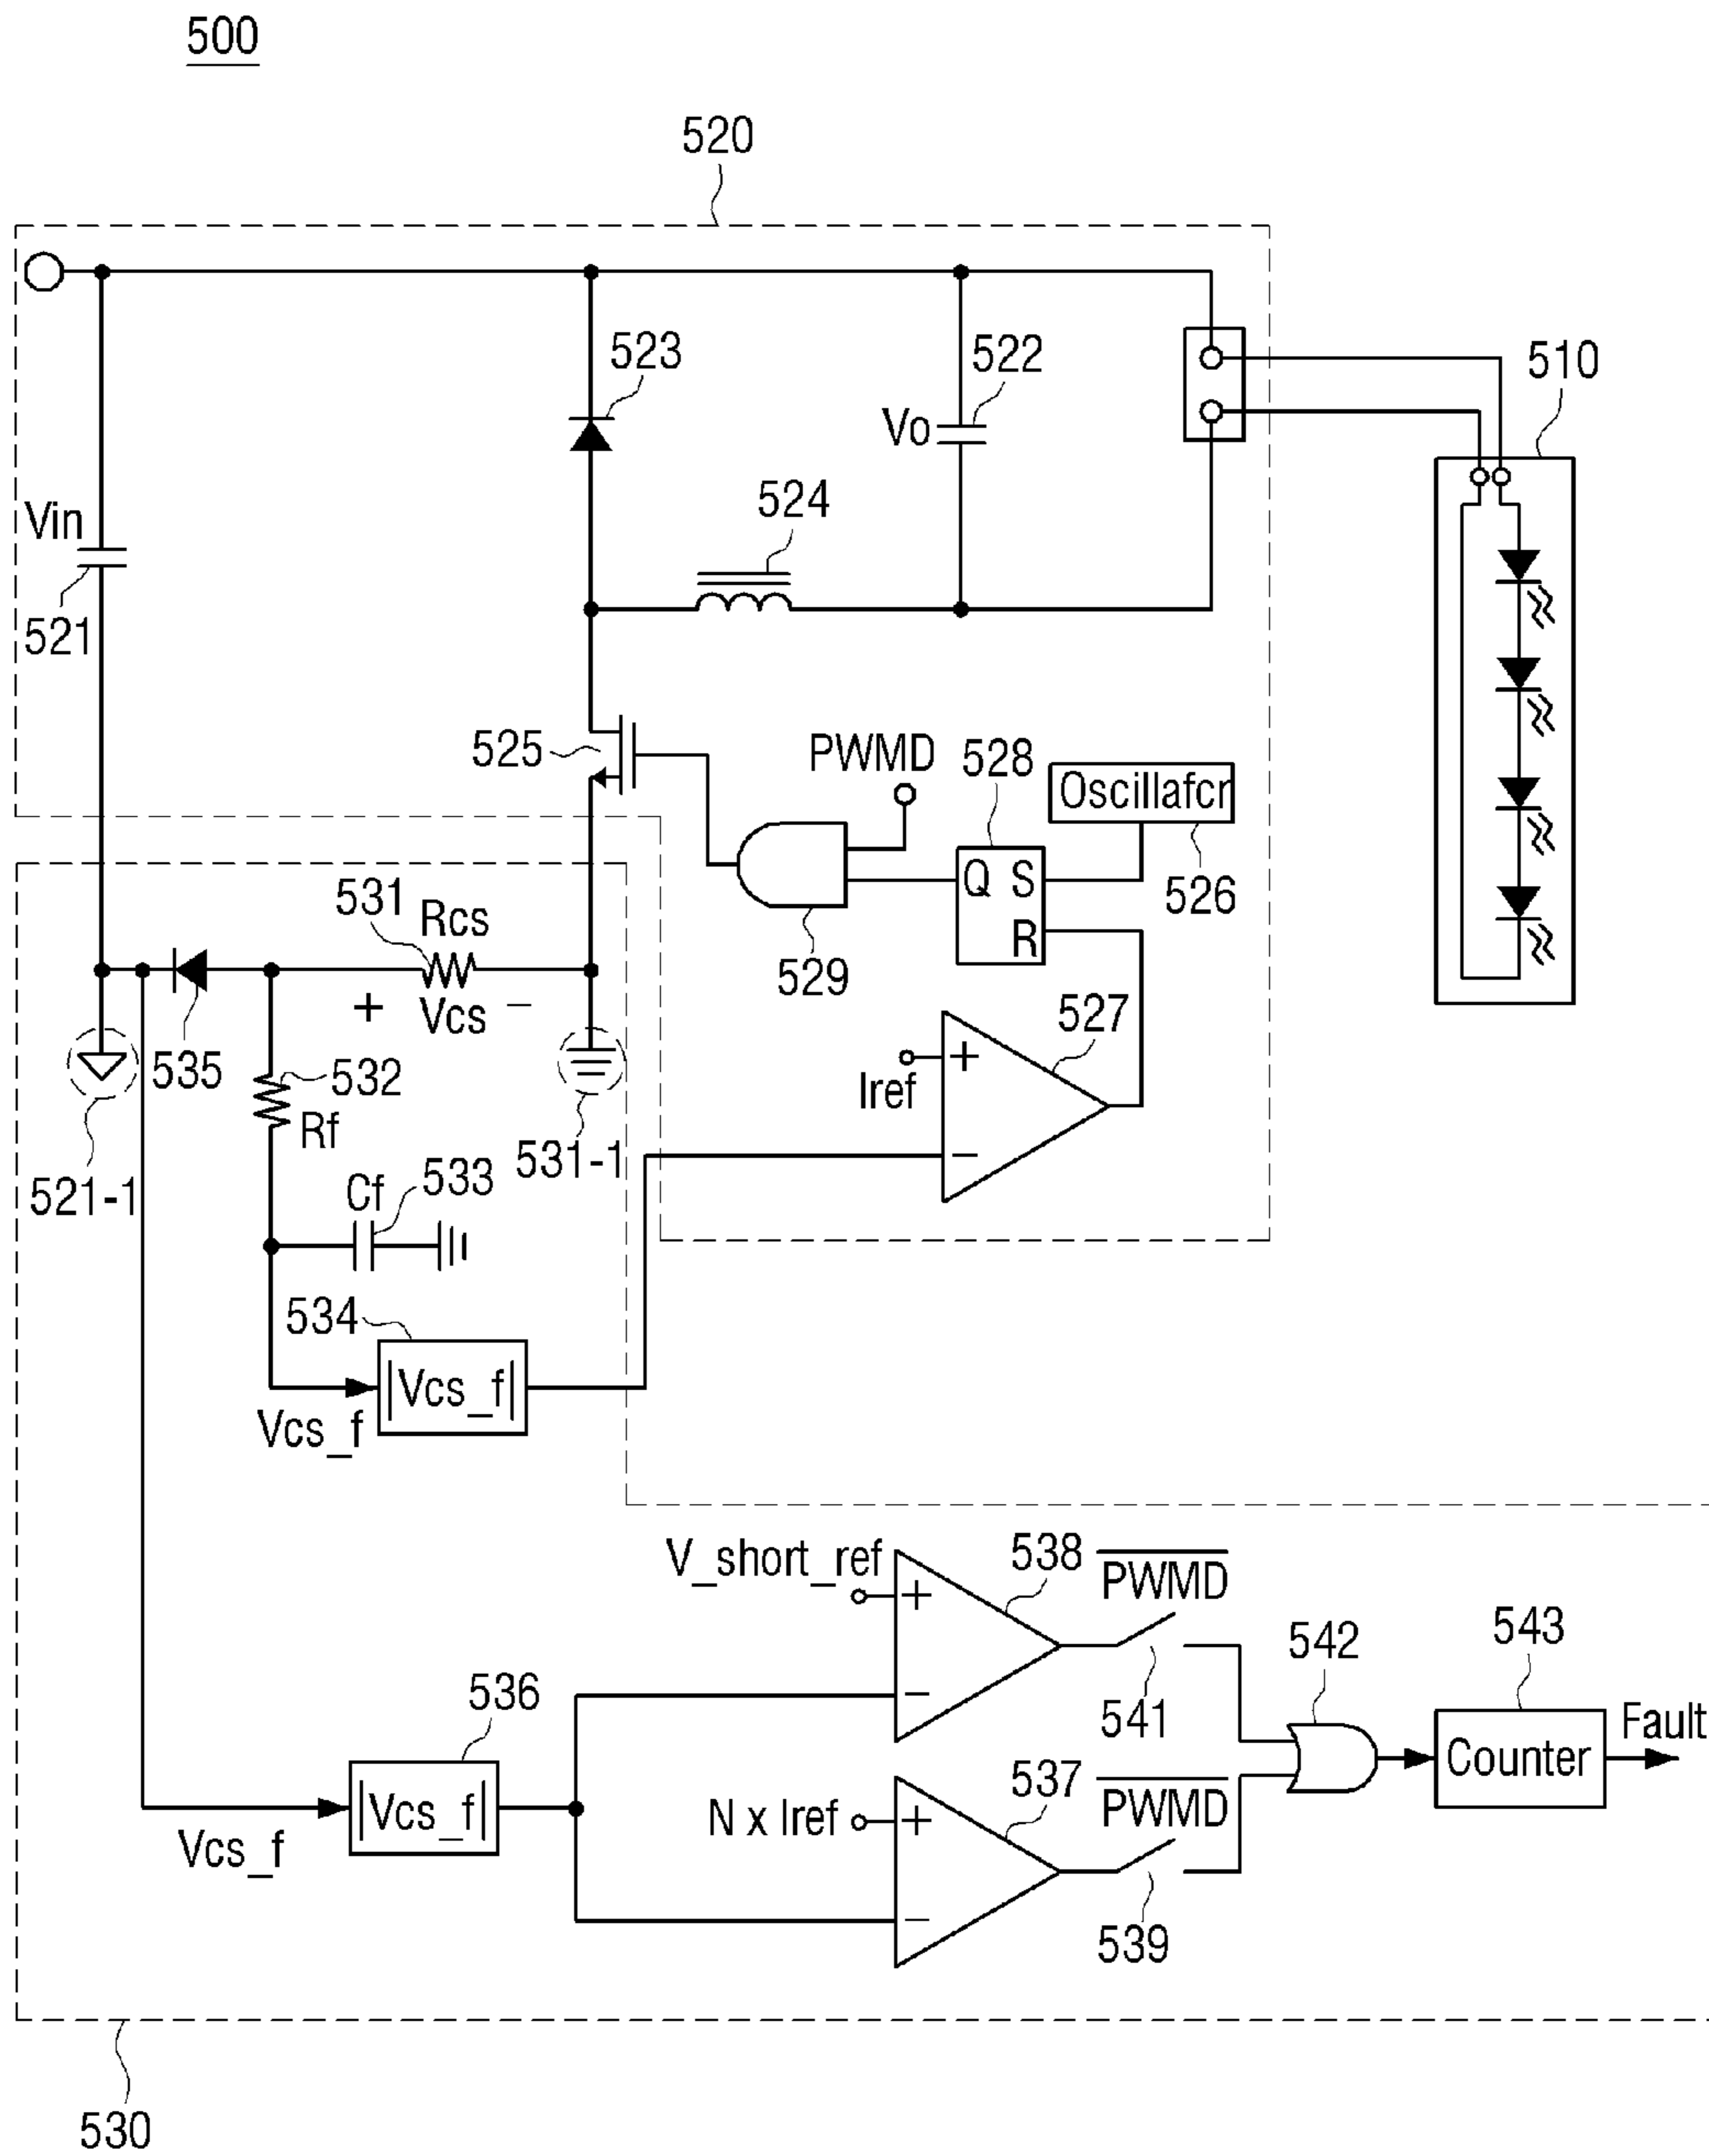 500
520
523
522
510
Vo
524
Vin
521
525
PWMD
528
Oscillafcr
531
Rcs
Q S
526
R
529
+ Vcs −
527
535
532
+
Iref
Rf
531-1
521-1
Cf
533
−
534
|Vcs_f|
Vcs_f
V_short_ref
538
PWMD
+
543
542
536
−
541
Fault
|Vcs_f|
537
PWMD
Counter
N x Iref
+
Vcs_f
−
539
530